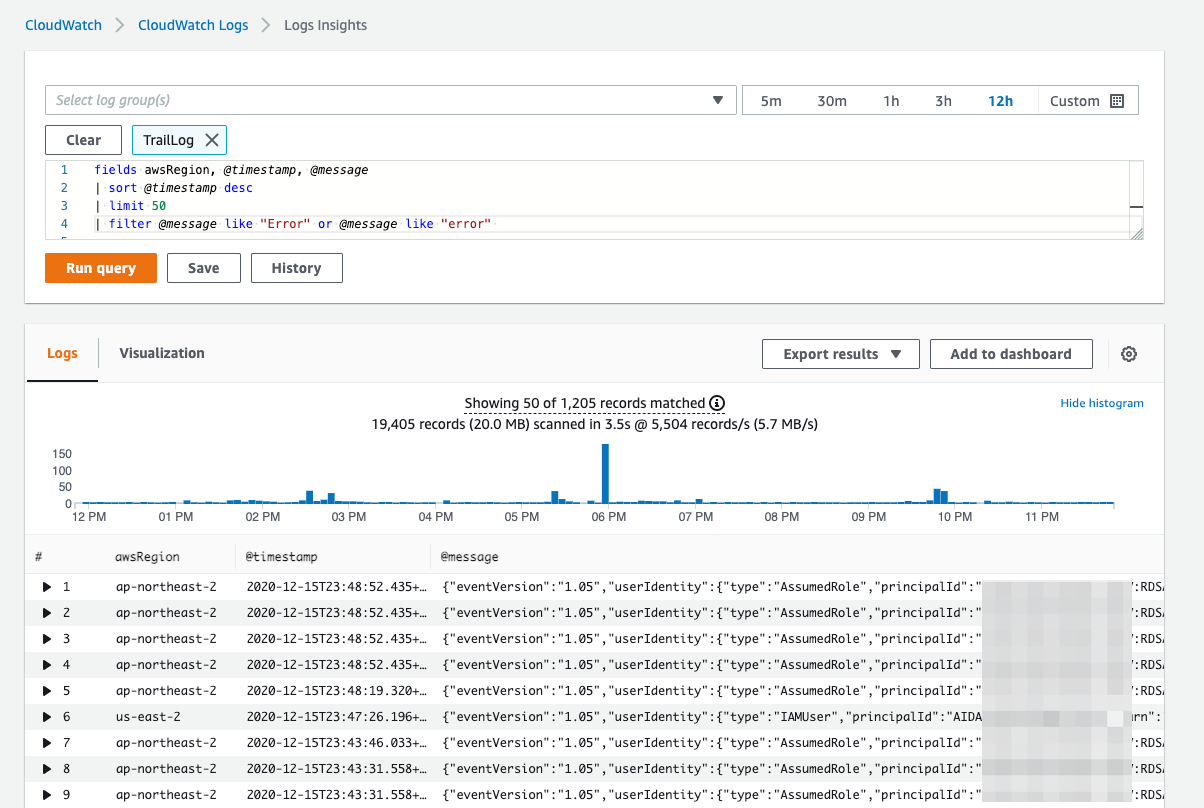 CloudWatch > CloudWatch Logs > Logs Insights
Select log group(s) 5m 30m 1h 3h 12h Custom
Clear TrailLog
1 fields awsRegion, @timestamp, @message
2 | sort @timestamp desc
3 | limit 50
4 | filter @message like "Error" or @message like "error"
Run query Save History
Logs Visualization Export results Add to dashboard
Showing 50 of 1,205 records matched
Hide histogram
19,405 records (20.0 MB) scanned in 3.5s @ 5,504 records/s (5.7 MB/s)
150
100
50
0
12 PM 01 PM 02 PM 03 PM 04 PM 05 PM 06 PM 07 PM 08 PM 09 PM 10 PM 11 PM
# awsRegion @timestamp @message
1 ap-northeast-2 2020-12-15T23:48:52.435+… {"eventVersion":"1.05","userIdentity":{"type":"AssumedRole","principalId":" :RDS
2 ap-northeast-2 2020-12-15T23:48:52.435+… {"eventVersion":"1.05","userIdentity":{"type":"AssumedRole","principalId":" :RDS
3 ap-northeast-2 2020-12-15T23:48:52.435+… {"eventVersion":"1.05","userIdentity":{"type":"AssumedRole","principalId":" :RDS
4 ap-northeast-2 2020-12-15T23:48:52.435+… {"eventVersion":"1.05","userIdentity":{"type":"AssumedRole","principalId":" :RDS
5 ap-northeast-2 2020-12-15T23:48:19.320+… {"eventVersion":"1.05","userIdentity":{"type":"AssumedRole","principalId":" :RDS
6 us-east-2 2020-12-15T23:47:26.196+… {"eventVersion":"1.05","userIdentity":{"type":"IAMUser","principalId":"AIDA rn":
7 ap-northeast-2 2020-12-15T23:43:46.033+… {"eventVersion":"1.05","userIdentity":{"type":"AssumedRole","principalId":" :RDS
8 ap-northeast-2 2020-12-15T23:43:31.558+… {"eventVersion":"1.05","userIdentity":{"type":"AssumedRole","principalId":" :RDS
9 ap-northeast-2 2020-12-15T23:43:31.558+… {"eventVersion":"1.05","userIdentity":{"type":"AssumedRole","principalId":" :RDS